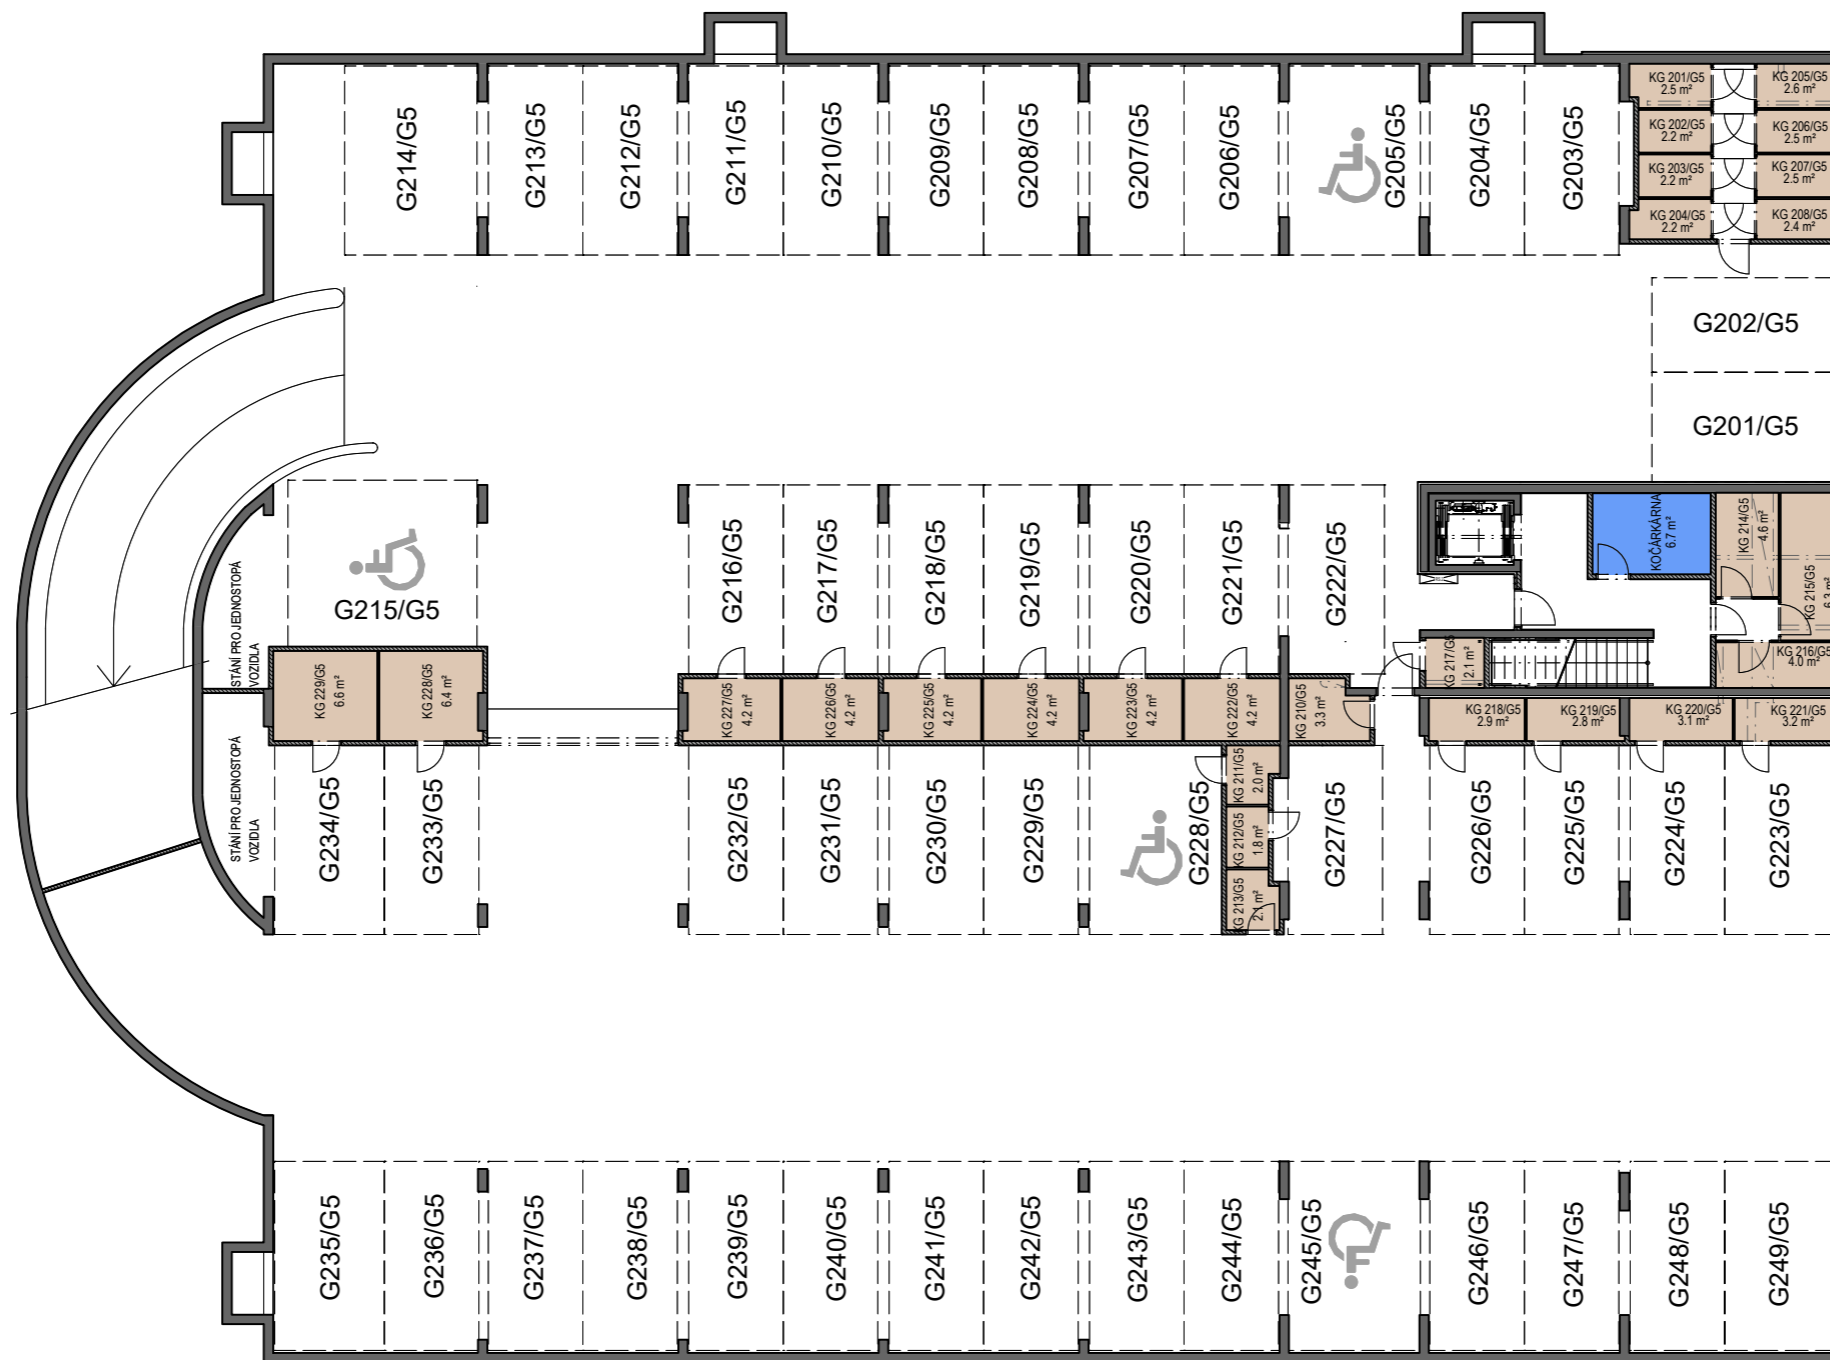 G214/G5
G213/G5
G212/G5
G211/G5
G210/G5
G209/G5
G208/G5
G207/G5
G206/G5
G205/G5
G204/G5
G203/G5
KG 201/G5
2.5 m²
KG 205/G5
2.6 m²
KG 202/G5
2.2 m²
KG 206/G5
2.5 m²
KG 203/G5
2.2 m²
KG 207/G5
2.5 m²
KG 204/G5
2.2 m²
KG 208/G5
2.4 m²
G202/G5
G201/G5
STÁNÍ PRO JEDNOSTOPÁ
VOZIDLA
G215/G5
G216/G5
G217/G5
G218/G5
G219/G5
G220/G5
G221/G5
G222/G5
KOČÁRKÁRNA
6.7 m²
KG 214/G5
4.6 m²
KG 215/G5
6.3 m²
KG 217/G5
2.1 m²
KG 216/G5
4.0 m²
KG 229/G5
6.6 m²
KG 228/G5
6.4 m²
KG 227/G5
4.2 m²
KG 226/G5
4.2 m²
KG 225/G5
4.2 m²
KG 224/G5
4.2 m²
KG 223/G5
4.2 m²
KG 222/G5
4.2 m²
KG 210/G5
3.3 m²
KG 218/G5
2.9 m²
KG 219/G5
2.8 m²
KG 220/G5
3.1 m²
KG 221/G5
3.2 m²
STÁNÍ PRO JEDNOSTOPÁ
VOZIDLA
G234/G5
G233/G5
G232/G5
G231/G5
G230/G5
G229/G5
G228/G5
KG 211/G5
2.0 m²
KG 212/G5
1.8 m²
KG 213/G5
2.1 m²
G227/G5
G226/G5
G225/G5
G224/G5
G223/G5
G235/G5
G236/G5
G237/G5
G238/G5
G239/G5
G240/G5
G241/G5
G242/G5
G243/G5
G244/G5
G245/G5
G246/G5
G247/G5
G248/G5
G249/G5